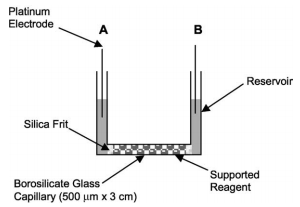 Platinum
Electrode
A
B
Reservoir
Silica Frit
Borosilicate Glass
Capillary (500 μm x 3 cm)
Supported
Reagent